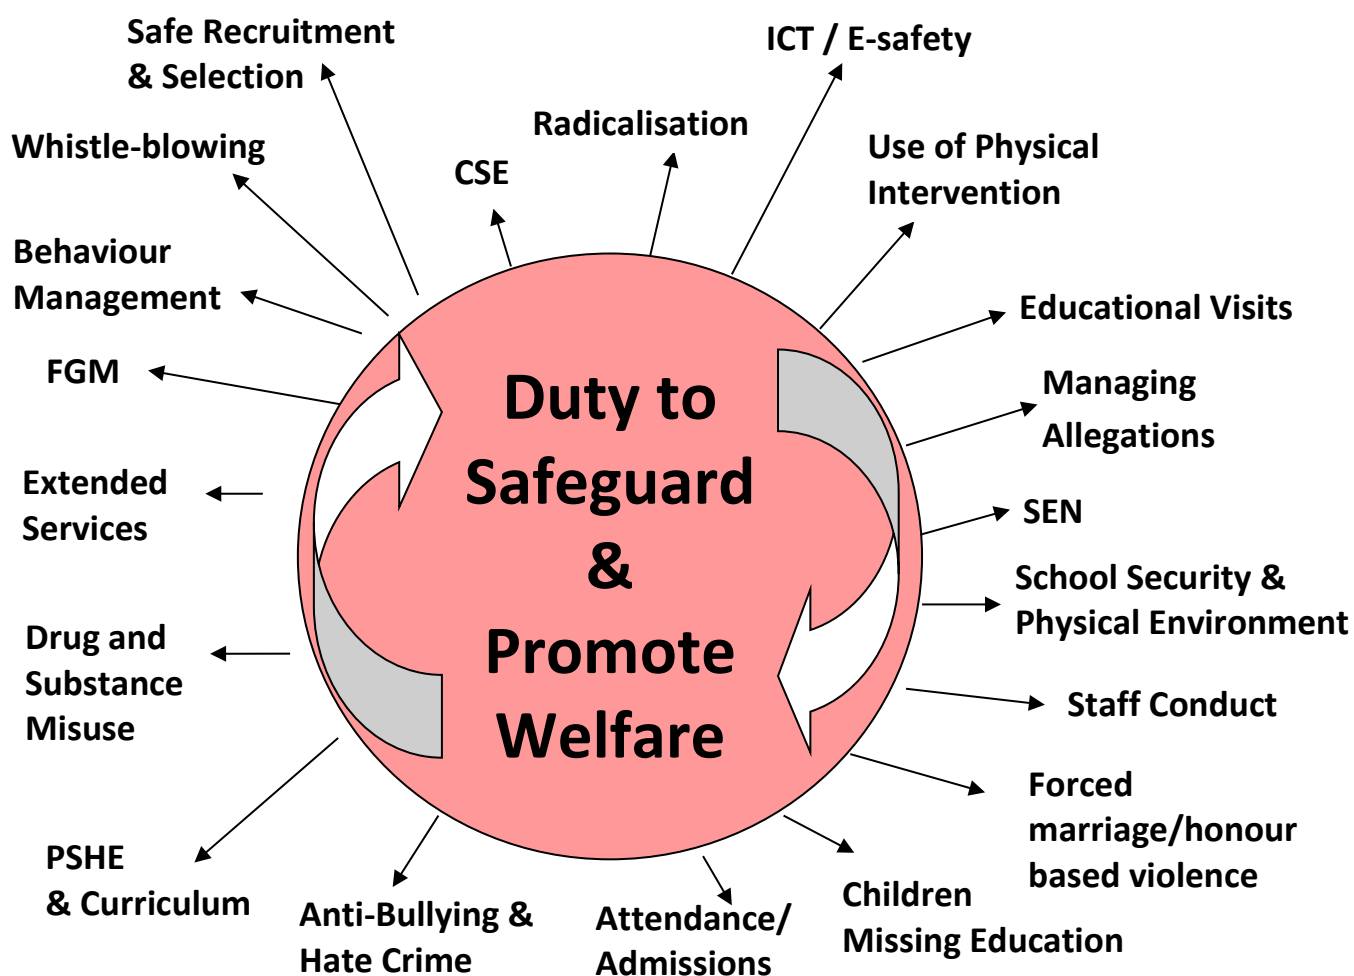 Safe Recruitment
& Selection
ICT / E-safety
Radicalisation
Whistle-blowing
CSE
Use of Physical
Intervention
Behaviour
Management
Educational Visits
FGM
Managing
Allegations
Duty to
Safeguard
&
Promote
Welfare
Extended
Services
SEN
School Security &
Physical Environment
Drug and
Substance
Misuse
Staff Conduct
Forced
marriage/honour
based violence
PSHE
& Curriculum
Anti-Bullying &
Hate Crime
Attendance/
Admissions
Children
Missing Education